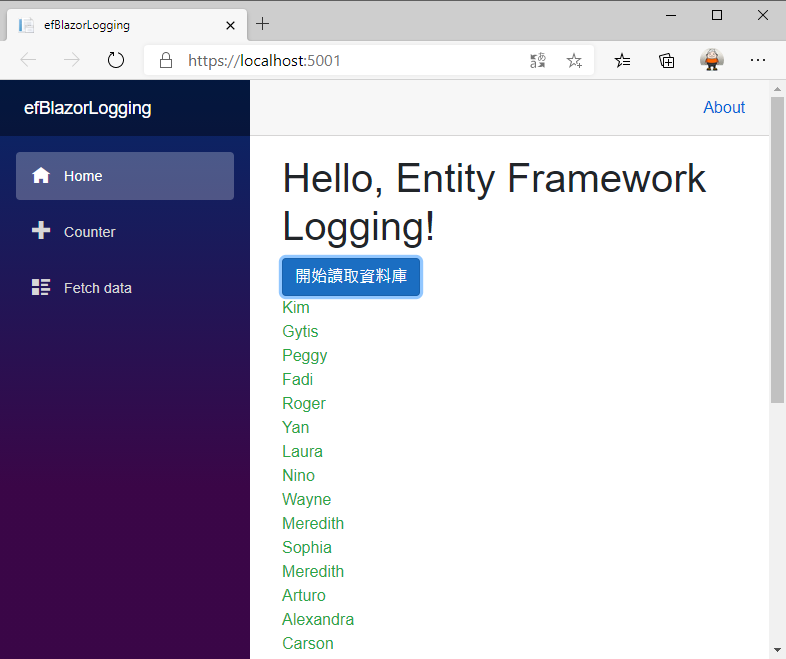 efBlazorLogging
https://localhost:5001
efBlazorLogging
About
Home
Counter
Fetch data
Hello, Entity Framework
Logging!
開始讀取資料庫
Kim
Gytis
Peggy
Fadi
Roger
Yan
Laura
Nino
Wayne
Meredith
Sophia
Meredith
Arturo
Alexandra
Carson